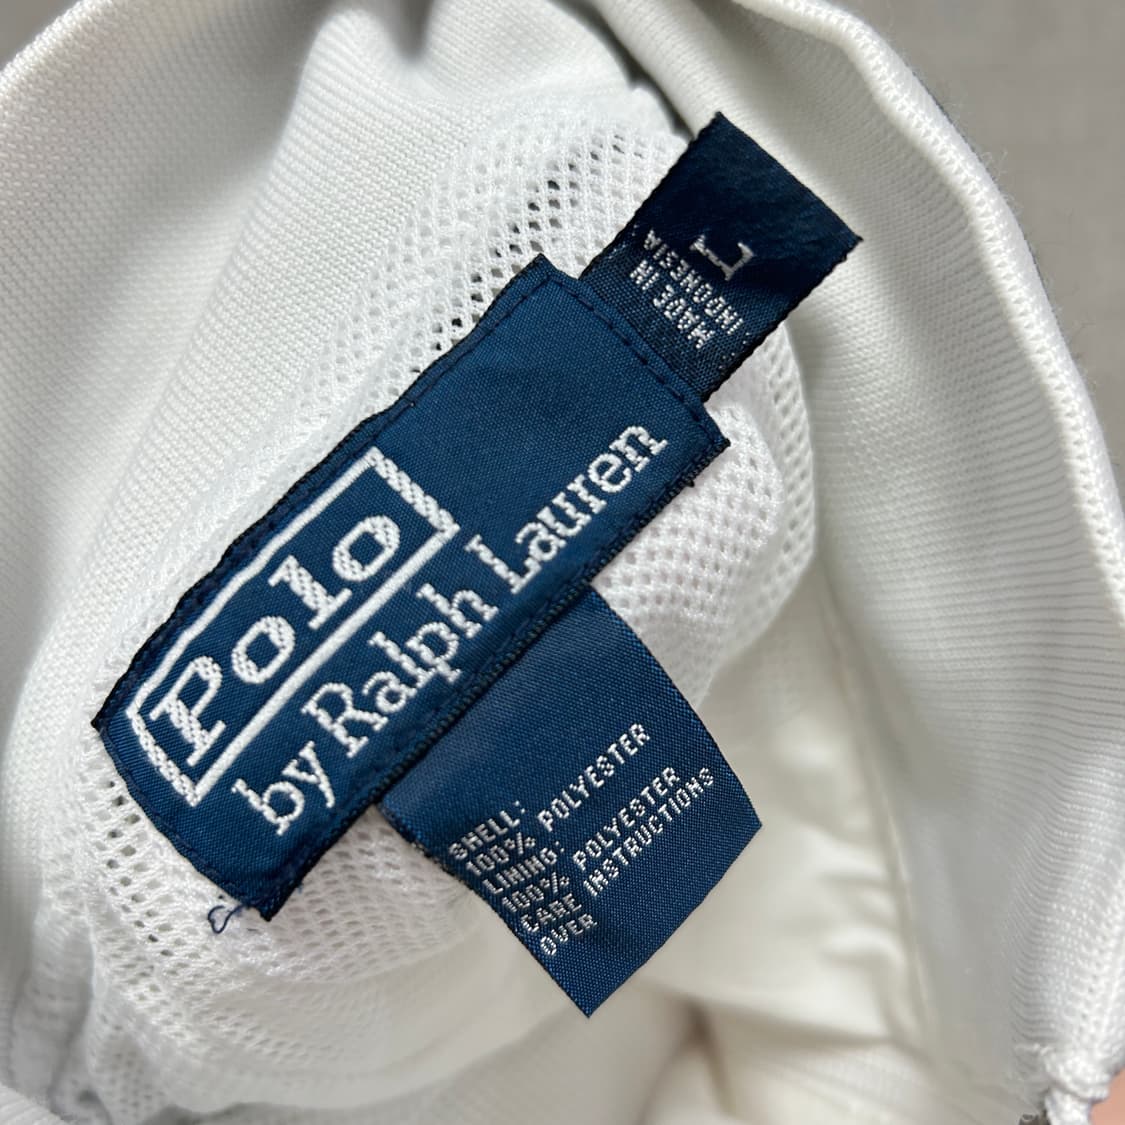 L
MADE IN
INDONESIA
Polo
by Ralph Lauren
SHELL:
100% POLYESTER
LINING:
100% POLYESTER
CARE INSTRUCTIONS
OVER